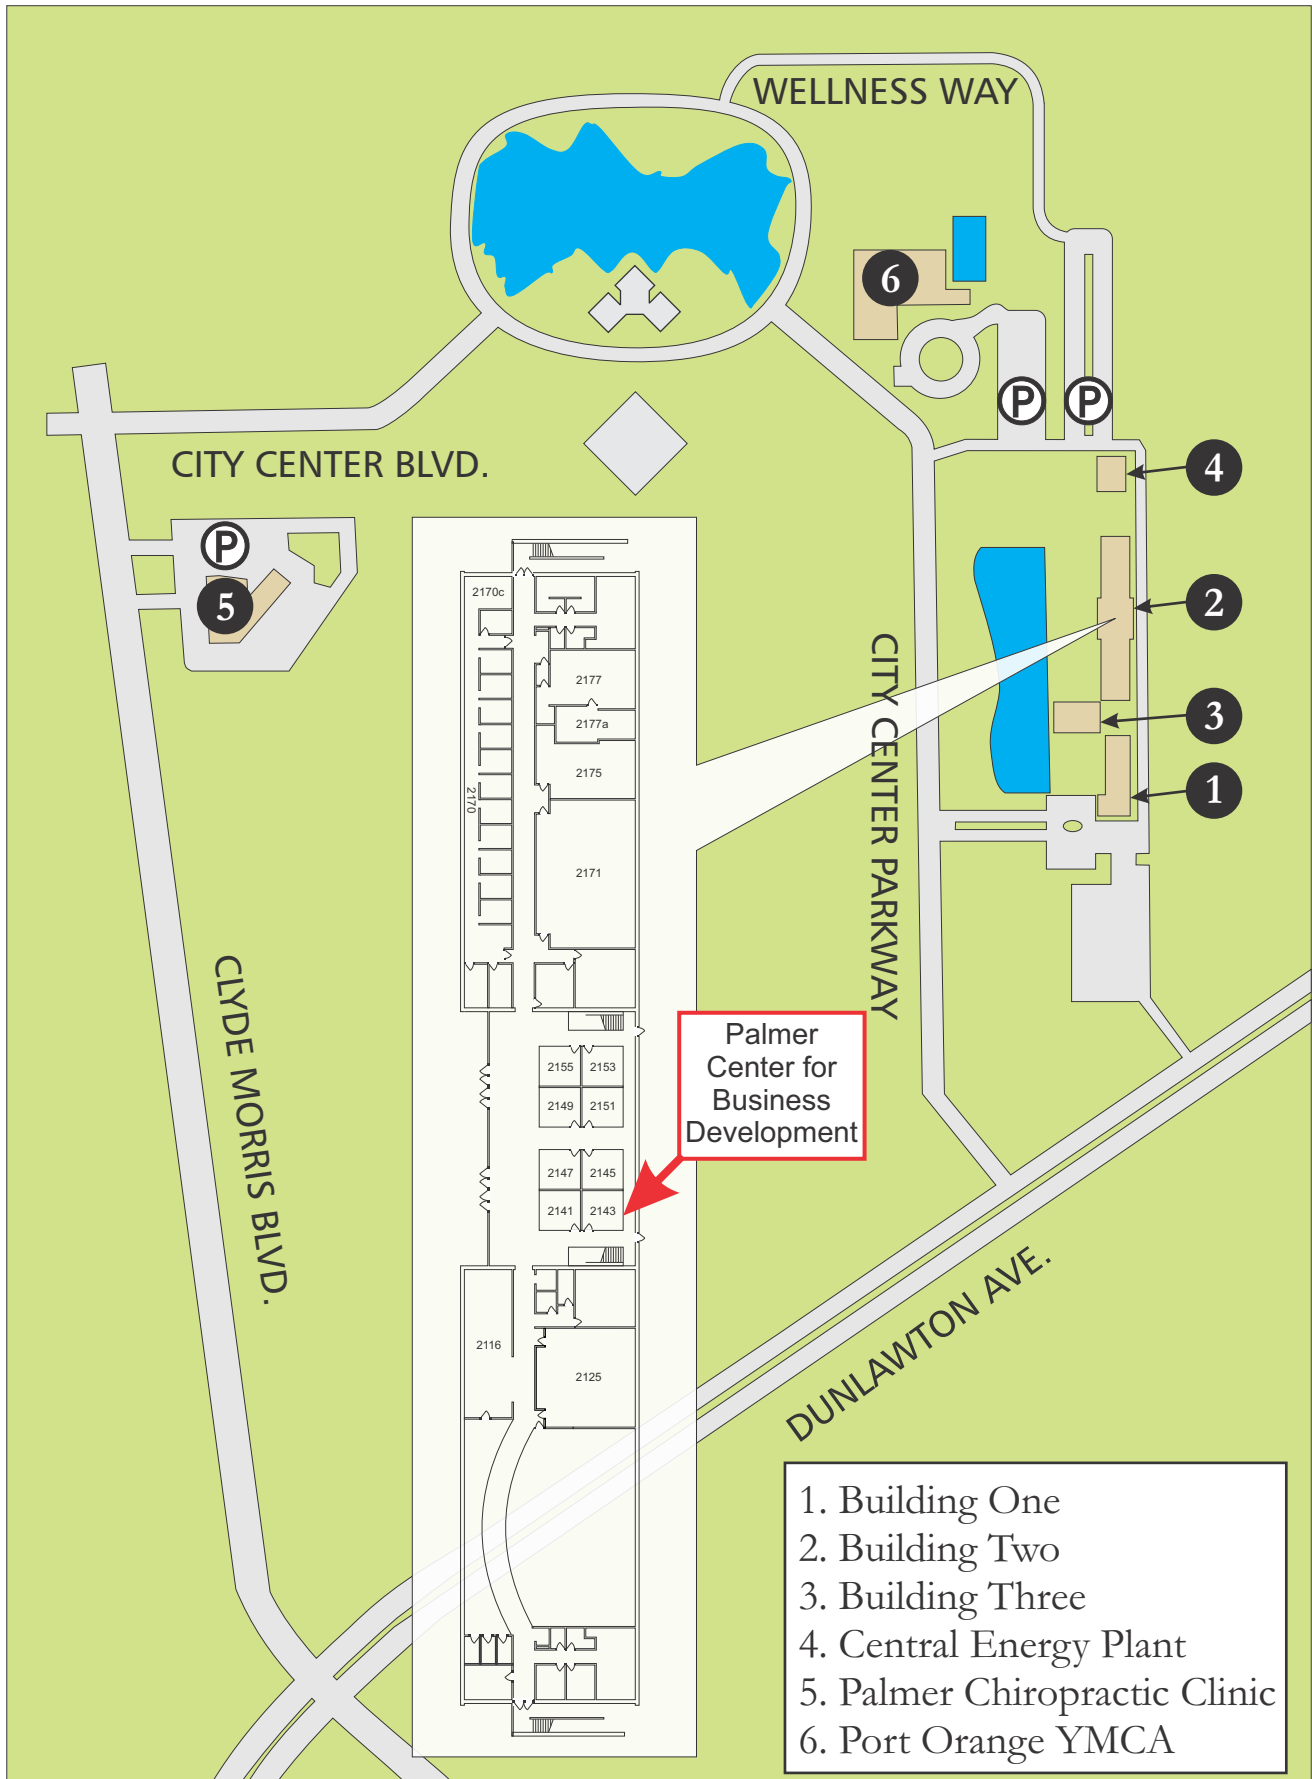 WELLNESS WAY
6
P
P
CITY CENTER BLVD.
4
P
5
2
2170c
2177
2177a
2175
2170
2171
CITY CENTER PARKWAY
3
1
CLYDE MORRIS BLVD.
Palmer
Center for
Business
Development
2155
2153
2149
2151
2147
2145
2141
2143
2116
2125
DUNLAWTON AVE.
1. Building One
2. Building Two
3. Building Three
4. Central Energy Plant
5. Palmer Chiropractic Clinic
6. Port Orange YMCA